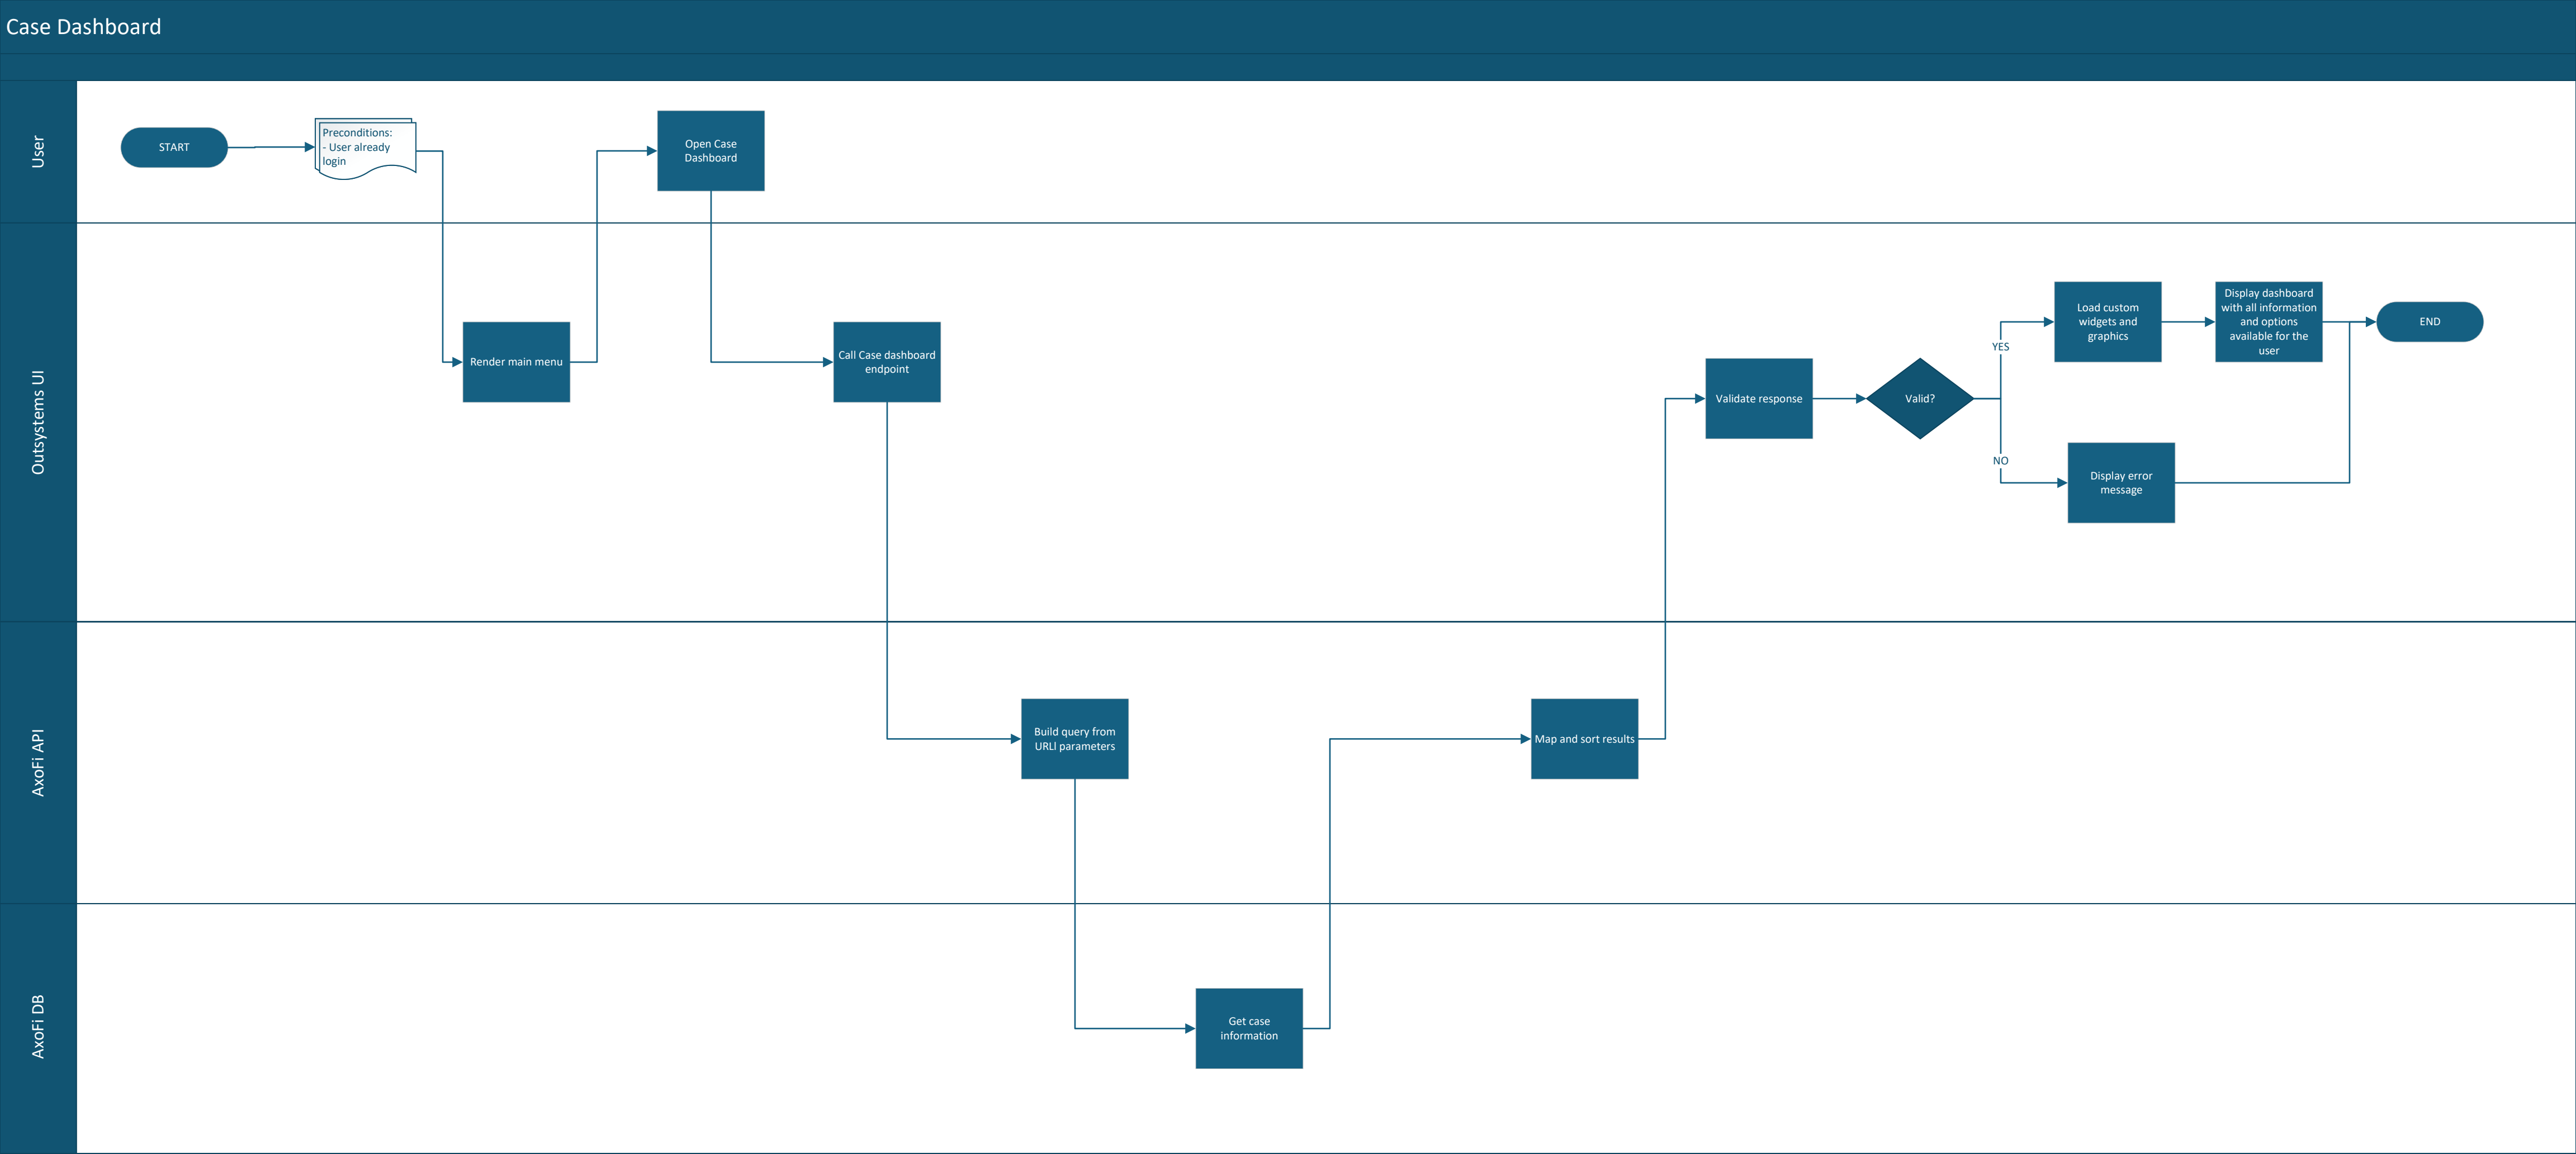 Case Dashboard
User
START
Preconditions:
- User already
login
Open Case
Dashboard
Outsystems UI
Render main menu
Call Case dashboard
endpoint
Validate response
Valid?
YES
NO
Load custom
widgets and
graphics
Display dashboard
with all information
and options
available for the
user
END
Display error
message
AxoFi API
Build query from
URLl parameters
Map and sort results
AxoFi DB
Get case
information